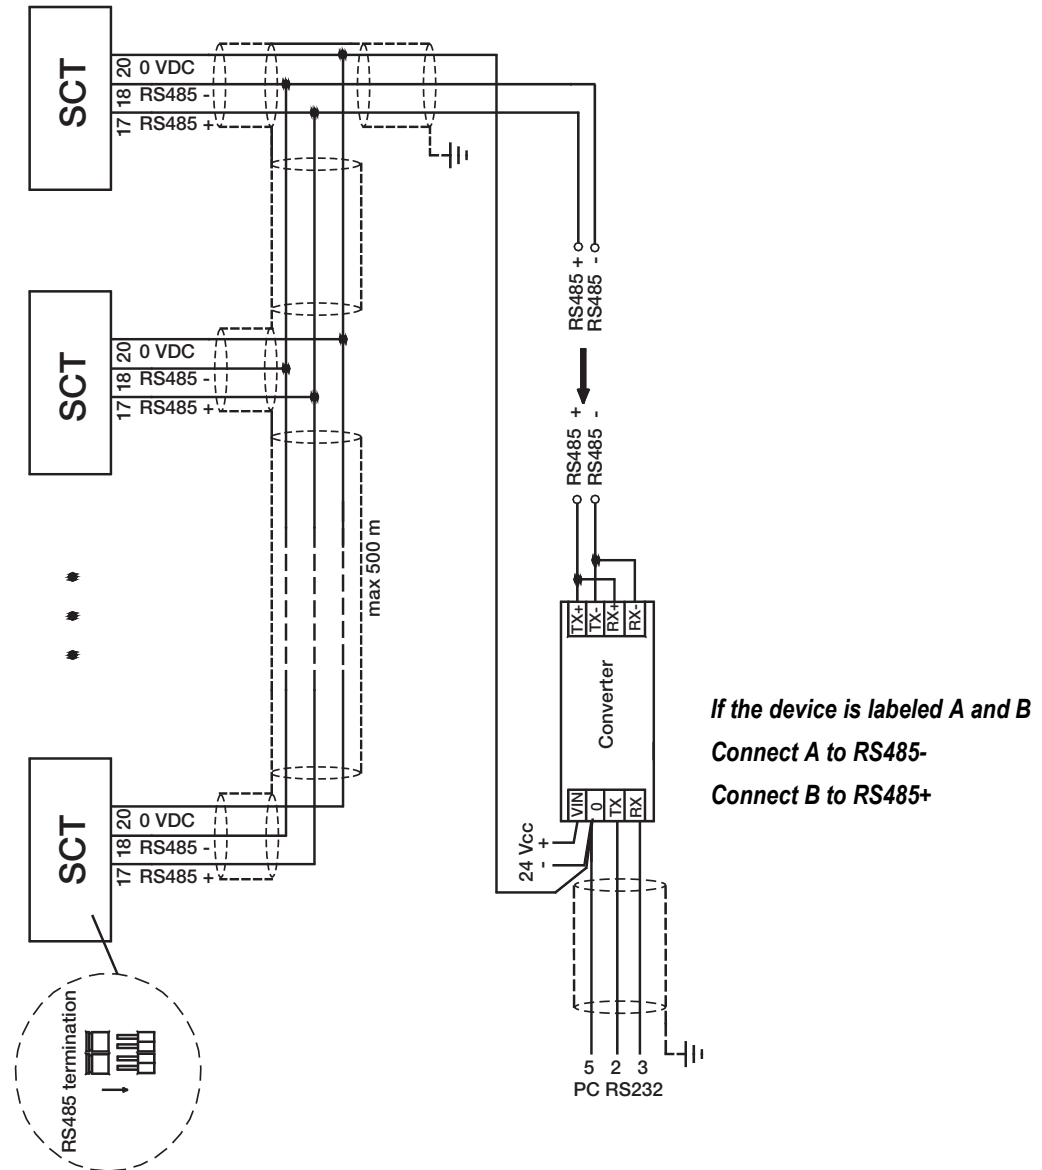 SCT
20 0 VDC
18 RS485 -
17 RS485 +
SCT
20 0 VDC
18 RS485 -
17 RS485 +
SCT
20 0 VDC
18 RS485 -
17 RS485 +
max 500 m
RS485 termination
RS485 +
RS485 -
RS485 +
RS485 -
TX+
TX-
RX+
RX-
Converter
VIN
0
TX
RX
24 Vcc
+
-
5 2 3
PC RS232
If the device is labeled A and B
Connect A to RS485-
Connect B to RS485+